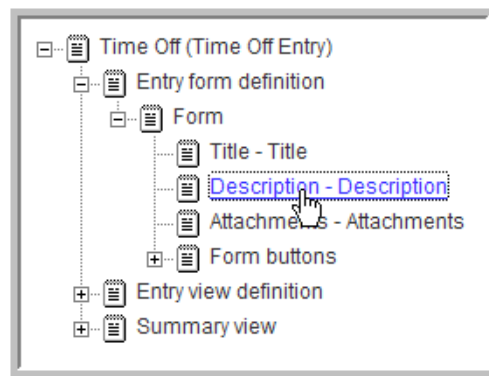 Time Off (Time Off Entry)
Entry form definition
Form
Title - Title
Description - Description
Attachments - Attachments
Form buttons
Entry view definition
Summary view